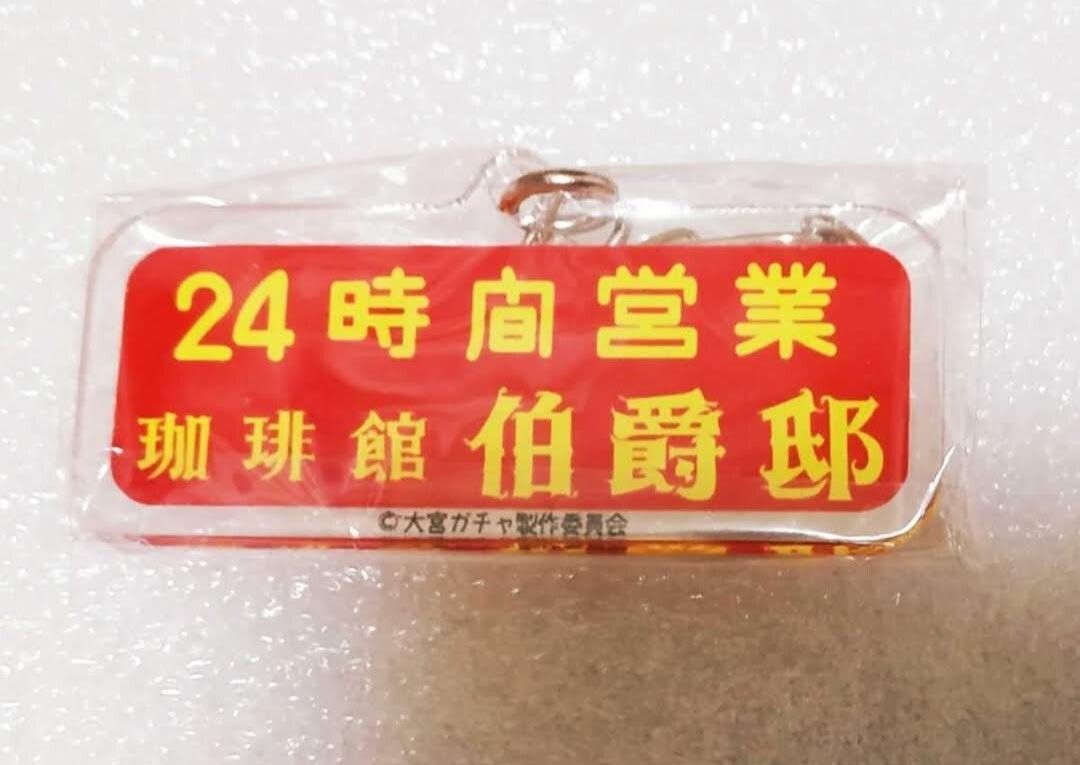 24時間営業
珈琲館 伯爵邸
©大宮ガチャ製作委員会